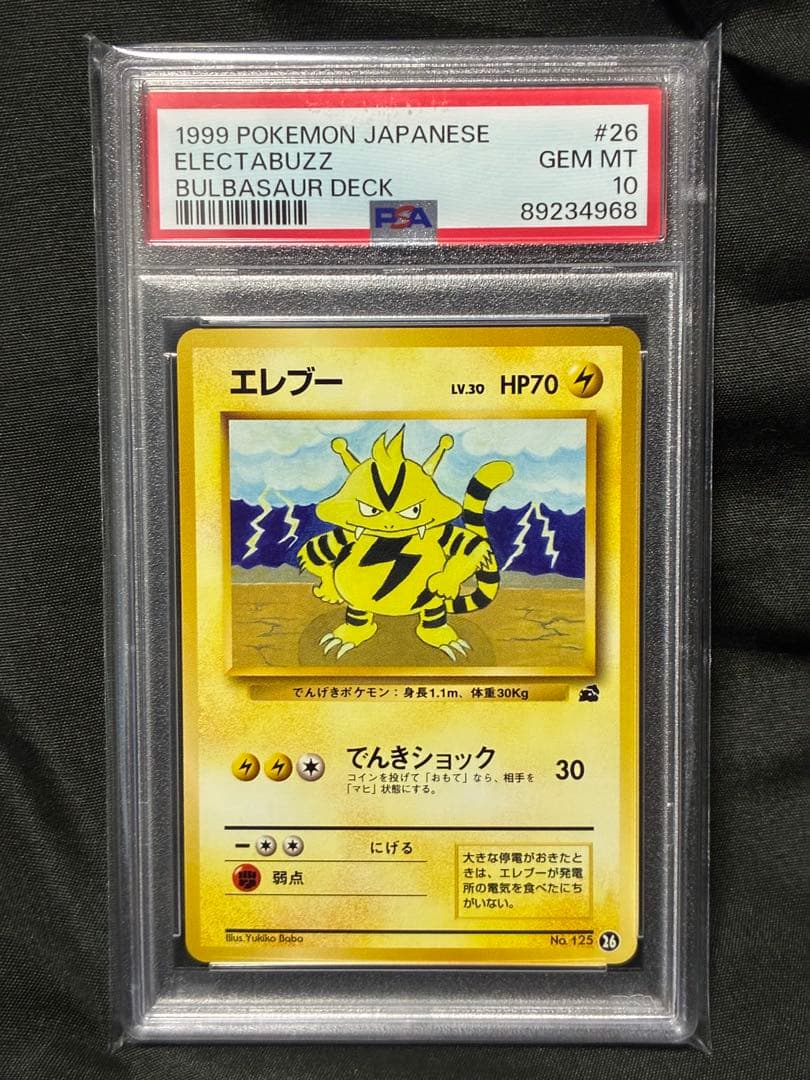 1999 POKEMON JAPANESE #26
ELECTABUZZ GEM MT
BULBASAUR DECK 10
PSA 89234968
エレブー LV.30 HP70
でんげきポケモン：身長1.1m、体重30Kg
でんきショック 30
コインを投げて「おもて」なら、相手を
「マヒ」状態にする。
ー にげる
弱点
大きな停電がおきたと
きは、エレブーが発電
所の電気を食べたにち
がいない。
Illus.Yukiko Baba No. 125 26